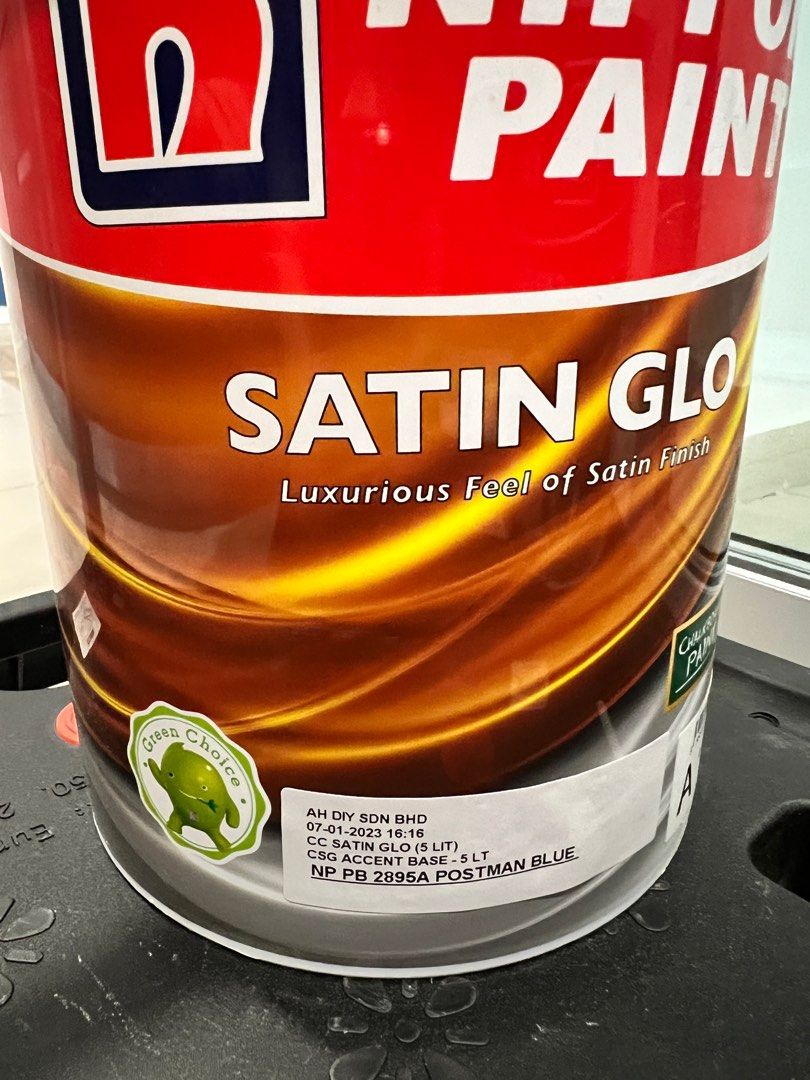 PAINT
SATIN GLO
Luxurious Feel of Satin Finish
Green Choice
AH DIY SDN BHD
07-01-2023 16:16
CC SATIN GLO (5 LIT)
CSG ACCENT BASE - 5 LT
NP PB 2895A POSTMAN BLUE
A